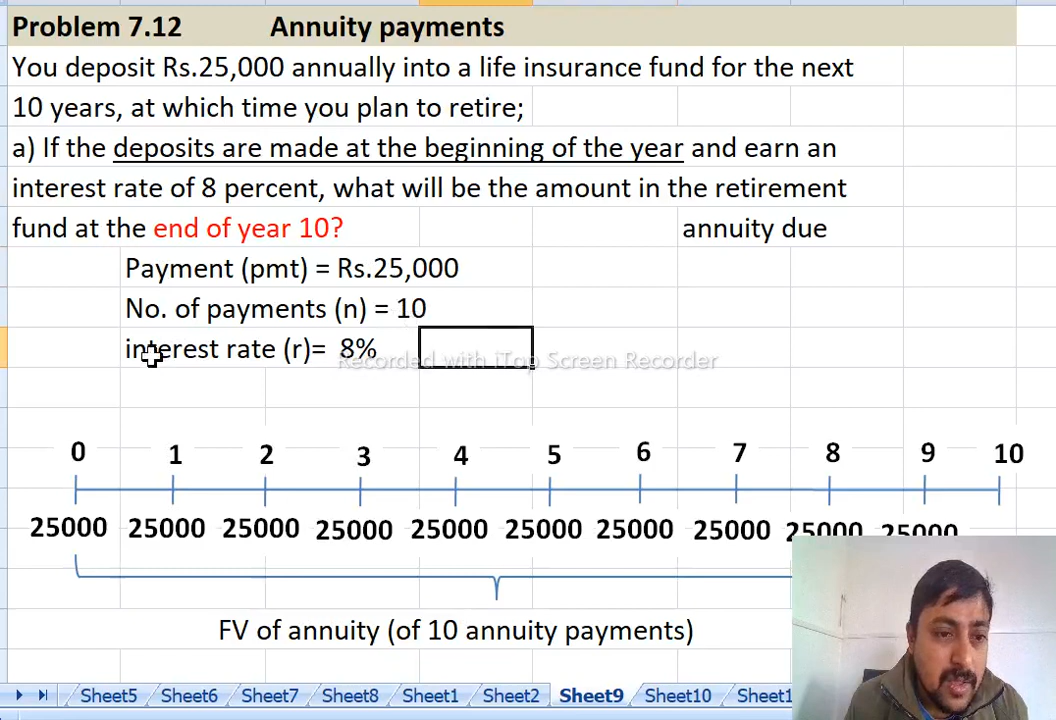 Problem 7.12 Annuity payments
You deposit Rs.25,000 annually into a life insurance fund for the next
10 years, at which time you plan to retire;
a) If the deposits are made at the beginning of the year and earn an
interest rate of 8 percent, what will be the amount in the retirement
fund at the end of year 10? annuity due
Payment (pmt) = Rs.25,000
No. of payments (n) = 10
interest rate (r)= 8%
Recorded with iTop Screen Recorder
0 1 2 3 4 5 6 7 8 9 10
25000 25000 25000 25000 25000 25000 25000 25000 25000 25000
FV of annuity (of 10 annuity payments)
Sheet5 Sheet6 Sheet7 Sheet8 Sheet1 Sheet2 Sheet9 Sheet10 Sheet1